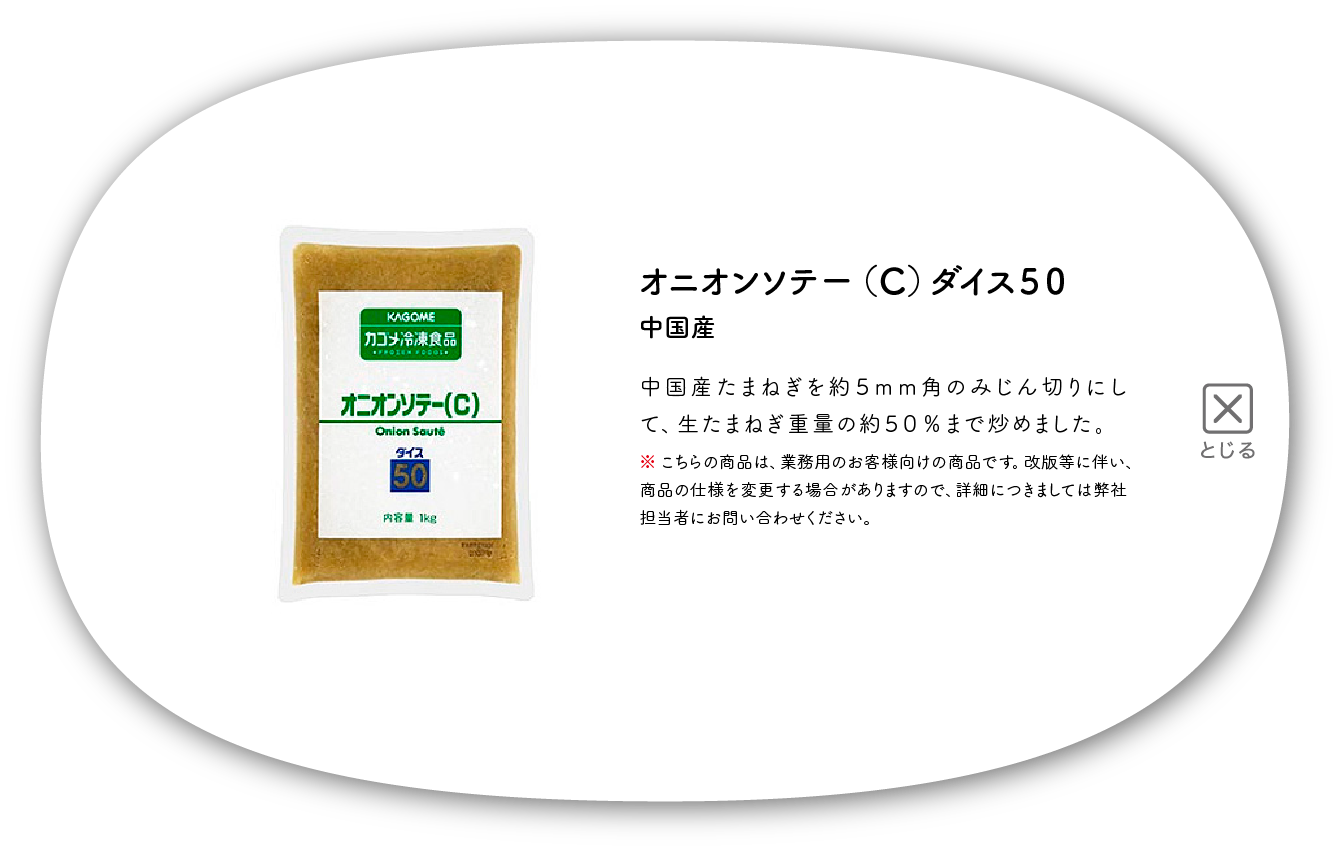 KAGOME
カゴメ冷凍食品
FROZEN FOODS
オニオンソテー(C)
Onion Sauté
ダイス
50
内容量 1kg
オニオンソテー（C）ダイス50
中国産
中国産たまねぎを約5mm角のみじん切りにし
て、生たまねぎ重量の約50％まで炒めました。
※ こちらの商品は、業務用のお客様向けの商品です。改版等に伴い、
商品の仕様を変更する場合がありますので、詳細につきましては弊社
担当者にお問い合わせください。
とじる